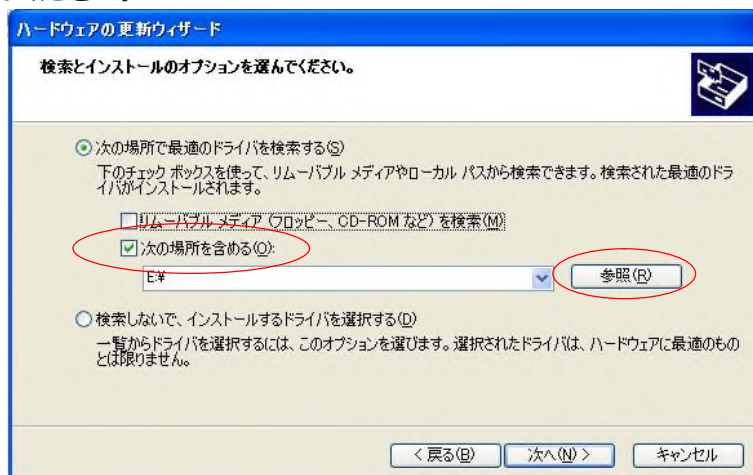 ハードウェアの更新ウィザード
検索とインストールのオプションを選んでください。
次の場所で最適のドライバを検索する(S)
下のチェック ボックスを使って、リムーバブル メディアやローカル パスから検索できます。検索された最適のドラ
イバがインストールされます。
リムーバブル メディア (フロッピー、CD-ROM など) を検索(M)
次の場所を含める(O):
E:¥
参照(R)
検索しないで、インストールするドライバを選択する(D)
一覧からドライバを選択するには、このオプションを選びます。選択されたドライバは、ハードウェアに最適のもの
とは限りません。
< 戻る(B)
次へ(N) >
キャンセル